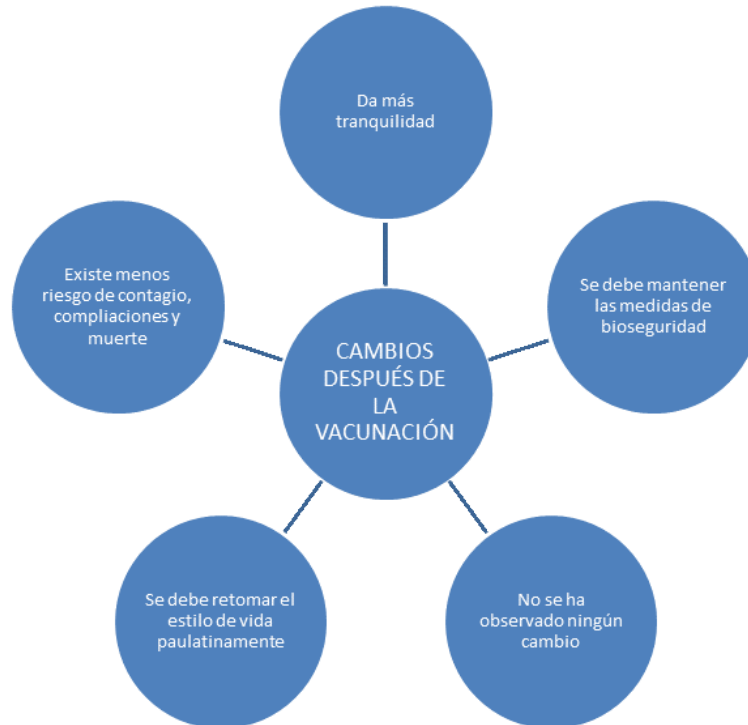 Da más
tranquilidad
Existe menos
riesgo de contagio,
compliaciones y
muerte
Se debe mantener
las medidas de
bioseguridad
CAMBIOS
DESPUÉS DE
LA
VACUNACIÓN
Se debe retomar el
estilo de vida
paulatinamente
No se ha
observado ningún
cambio